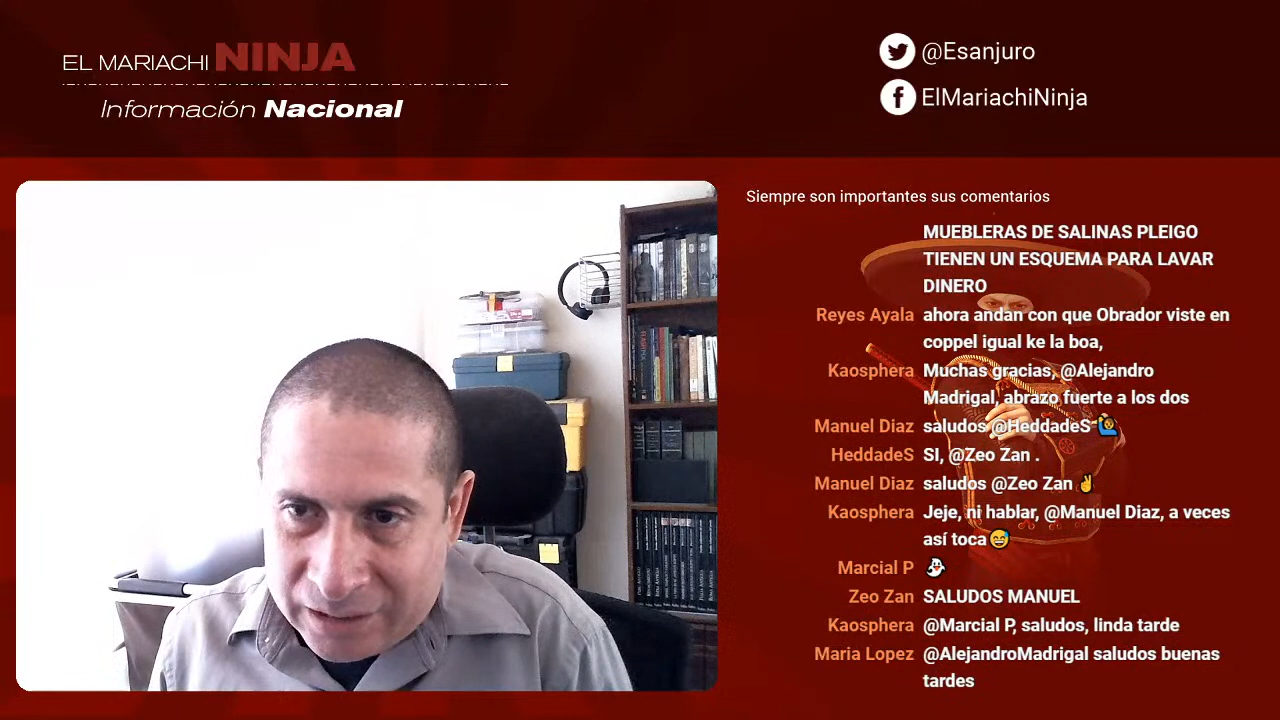 EL MARIACHI NINJA
Información Nacional
@Esanjuro
ElMariachiNinja
Siempre son importantes sus comentarios
MUEBLERAS DE SALINAS PLEIGO
TIENEN UN ESQUEMA PARA LAVAR
DINERO
Reyes Ayala ahora andan con que Obrador viste en
coppel igual ke la boa,
Kaosphera Muchas gracias, @Alejandro
Madrigal, abrazo fuerte a los dos
Manuel Diaz saludos @HeddadeS 🙋‍♂️
HeddadeS SI, @Zeo Zan .
Manuel Diaz saludos @Zeo Zan ✌
Kaosphera Jeje, ni hablar, @Manuel Diaz, a veces
así toca😅
Marcial P 👻
Zeo Zan SALUDOS MANUEL
Kaosphera @Marcial P, saludos, linda tarde
Maria Lopez @AlejandroMadrigal saludos buenas
tardes